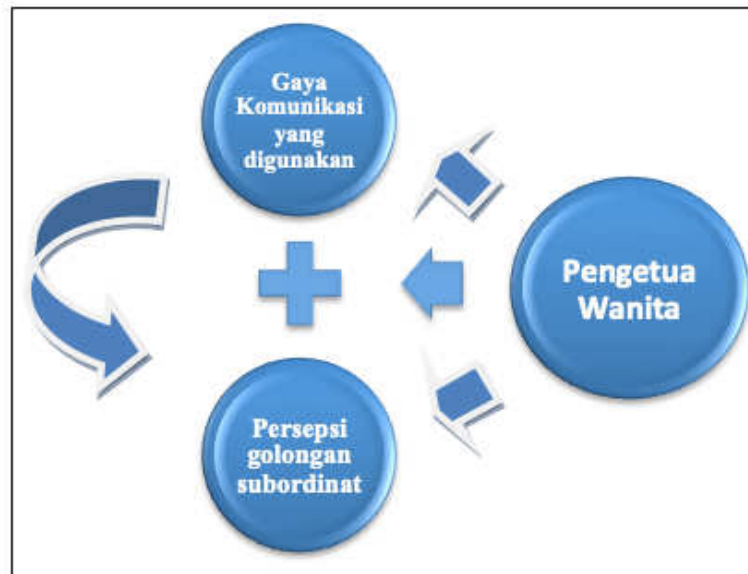 Gaya
Komunikasi
yang
digunakan
Pengetua
Wanita
Persepsi
golongan
subordinat